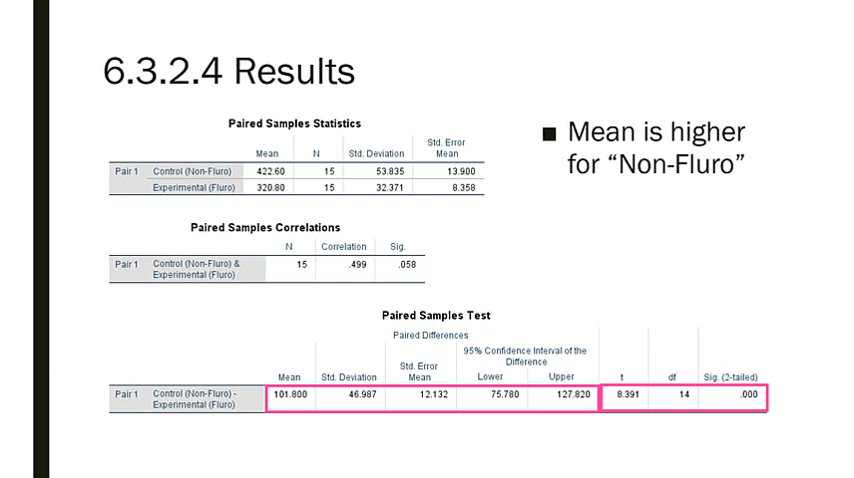 6.3.2.4 Results
■ Mean is higher
for “Non-Fluro”
Paired Samples Statistics
Mean N Std. Deviation Std. Error Mean
Pair 1 Control (Non-Fluro) 422.60 15 53.835 13.900
Experimental (Fluro) 320.80 15 32.371 8.358
Paired Samples Correlations
N Correlation Sig.
Pair 1 Control (Non-Fluro) & Experimental (Fluro) 15 .499 .058
Paired Samples Test
Paired Differences
95% Confidence Interval of the Difference
Mean Std. Deviation Std. Error Mean Lower Upper t df Sig. (2-tailed)
Pair 1 Control (Non-Fluro) - Experimental (Fluro) 101.800 46.987 12.132 75.780 127.820 8.391 14 .000